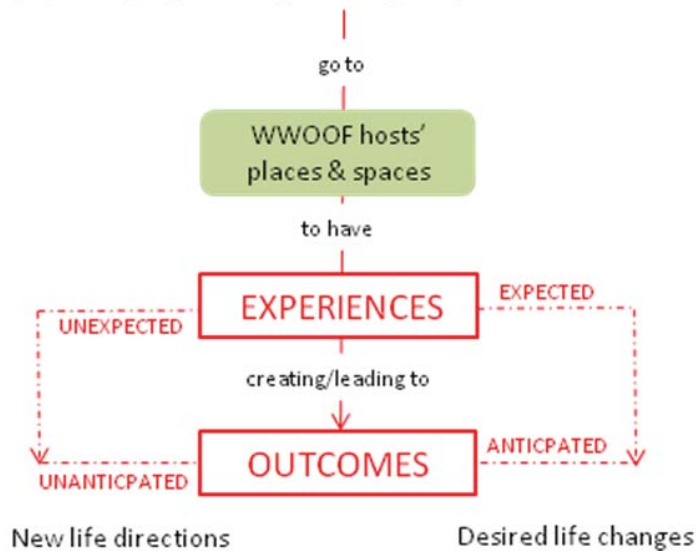 go to
WWOOF hosts'
places & spaces
to have
EXPERIENCES
EXPECTED
UNEXPECTED
creating/leading to
OUTCOMES
ANTICPATED
UNANTICPATED
New life directions
Desired life changes